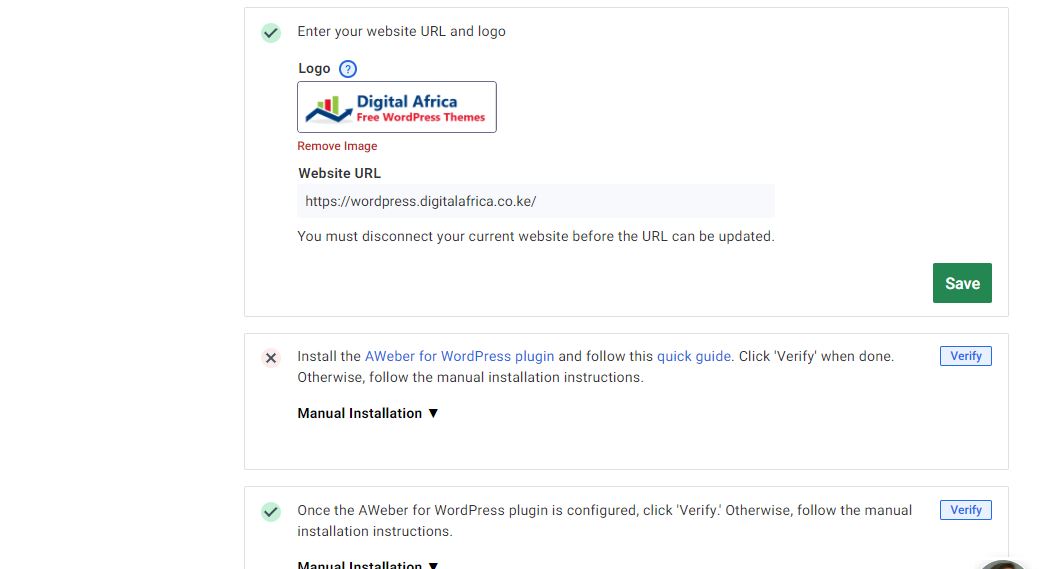 Enter your website URL and logo
Logo ?
Digital Africa
Free WordPress Themes
Remove Image
Website URL
https://wordpress.digitalafrica.co.ke/
You must disconnect your current website before the URL can be updated.
Save
Install the AWeber for WordPress plugin and follow this quick guide. Click 'Verify' when done.
Verify
Otherwise, follow the manual installation instructions.
Manual Installation ▼
Once the AWeber for WordPress plugin is configured, click 'Verify.' Otherwise, follow the manual
Verify
installation instructions.
Manual Installation ▼